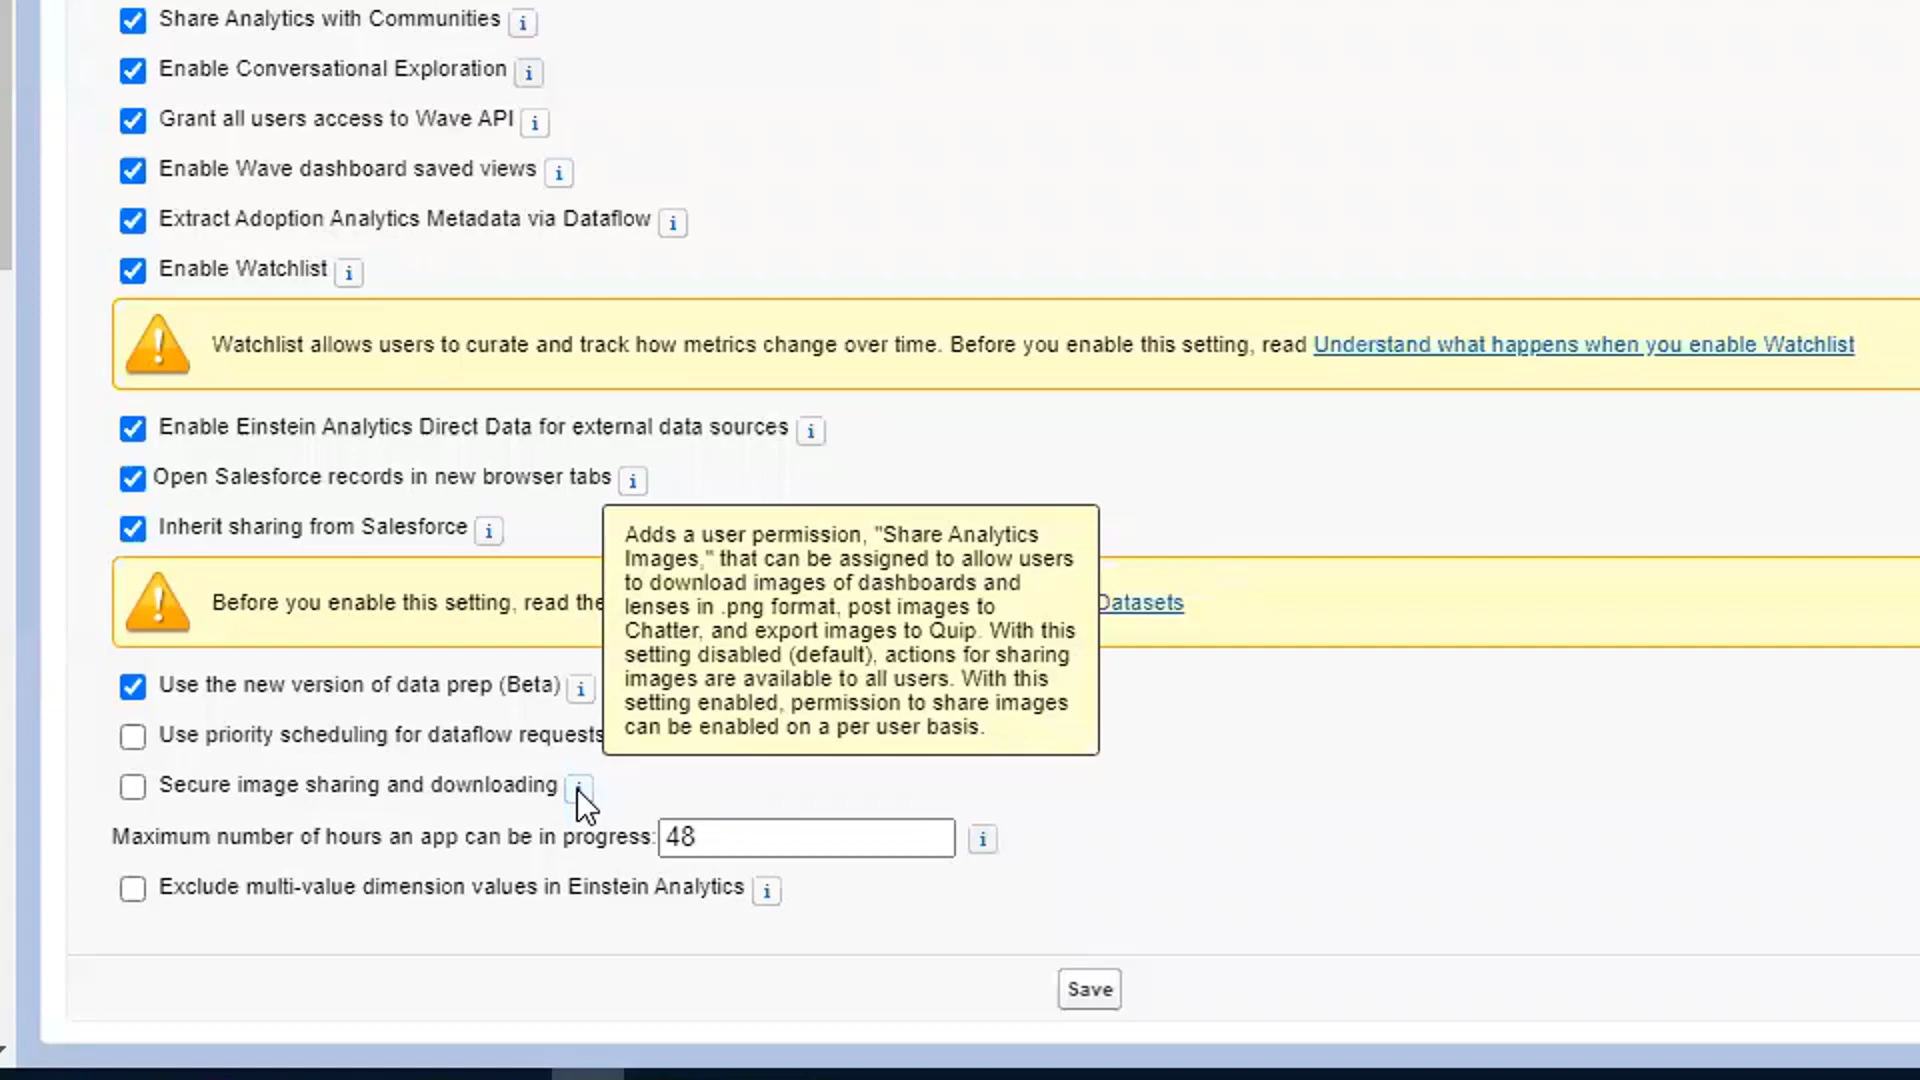 Share Analytics with Communities i
Enable Conversational Exploration i
Grant all users access to Wave API i
Enable Wave dashboard saved views i
Extract Adoption Analytics Metadata via Dataflow i
Enable Watchlist i
Watchlist allows users to curate and track how metrics change over time. Before you enable this setting, read Understand what happens when you enable Watchlist
Enable Einstein Analytics Direct Data for external data sources i
Open Salesforce records in new browser tabs i
Inherit sharing from Salesforce i
Adds a user permission, "Share Analytics
Images," that can be assigned to allow users
to download images of dashboards and
lenses in .png format, post images to
Chatter, and export images to Quip. With this
setting disabled (default), actions for sharing
images are available to all users. With this
setting enabled, permission to share images
can be enabled on a per user basis.
Before you enable this setting, read the Datasets
Use the new version of data prep (Beta) i
Use priority scheduling for dataflow requests
Secure image sharing and downloading
Maximum number of hours an app can be in progress: 48 i
Exclude multi-value dimension values in Einstein Analytics i
Save